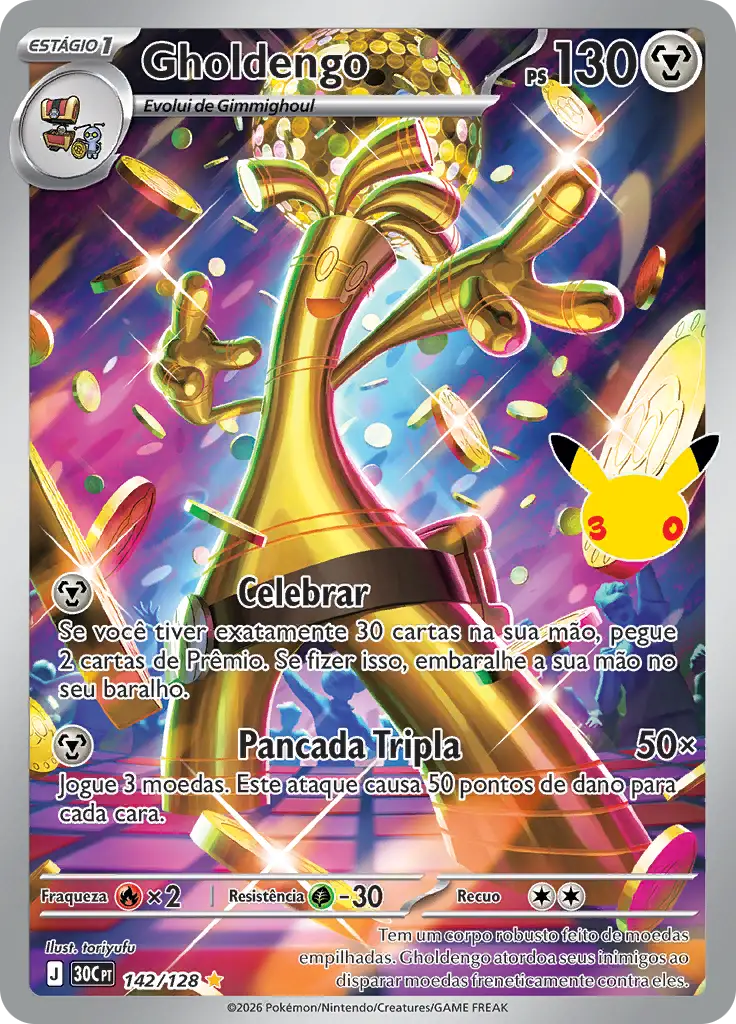 ESTÁGIO 1
Gholdengo
PS 130
Evolui de Gimmighoul
30
Celebrar
Se você tiver exatamente 30 cartas na sua mão, pegue
2 cartas de Prêmio. Se fizer isso, embaralhe a sua mão no
seu baralho.
Pancada Tripla 50×
Jogue 3 moedas. Este ataque causa 50 pontos de dano para
cada cara.
Fraqueza ×2 Resistência -30 Recuo
Ilust. toriyufu
Tem um corpo robusto feito de moedas
empilhadas. Gholdengo atordoa seus inimigos ao
disparar moedas freneticamente contra eles.
J 30C PT 142/128
©2026 Pokémon/Nintendo/Creatures/GAME FREAK